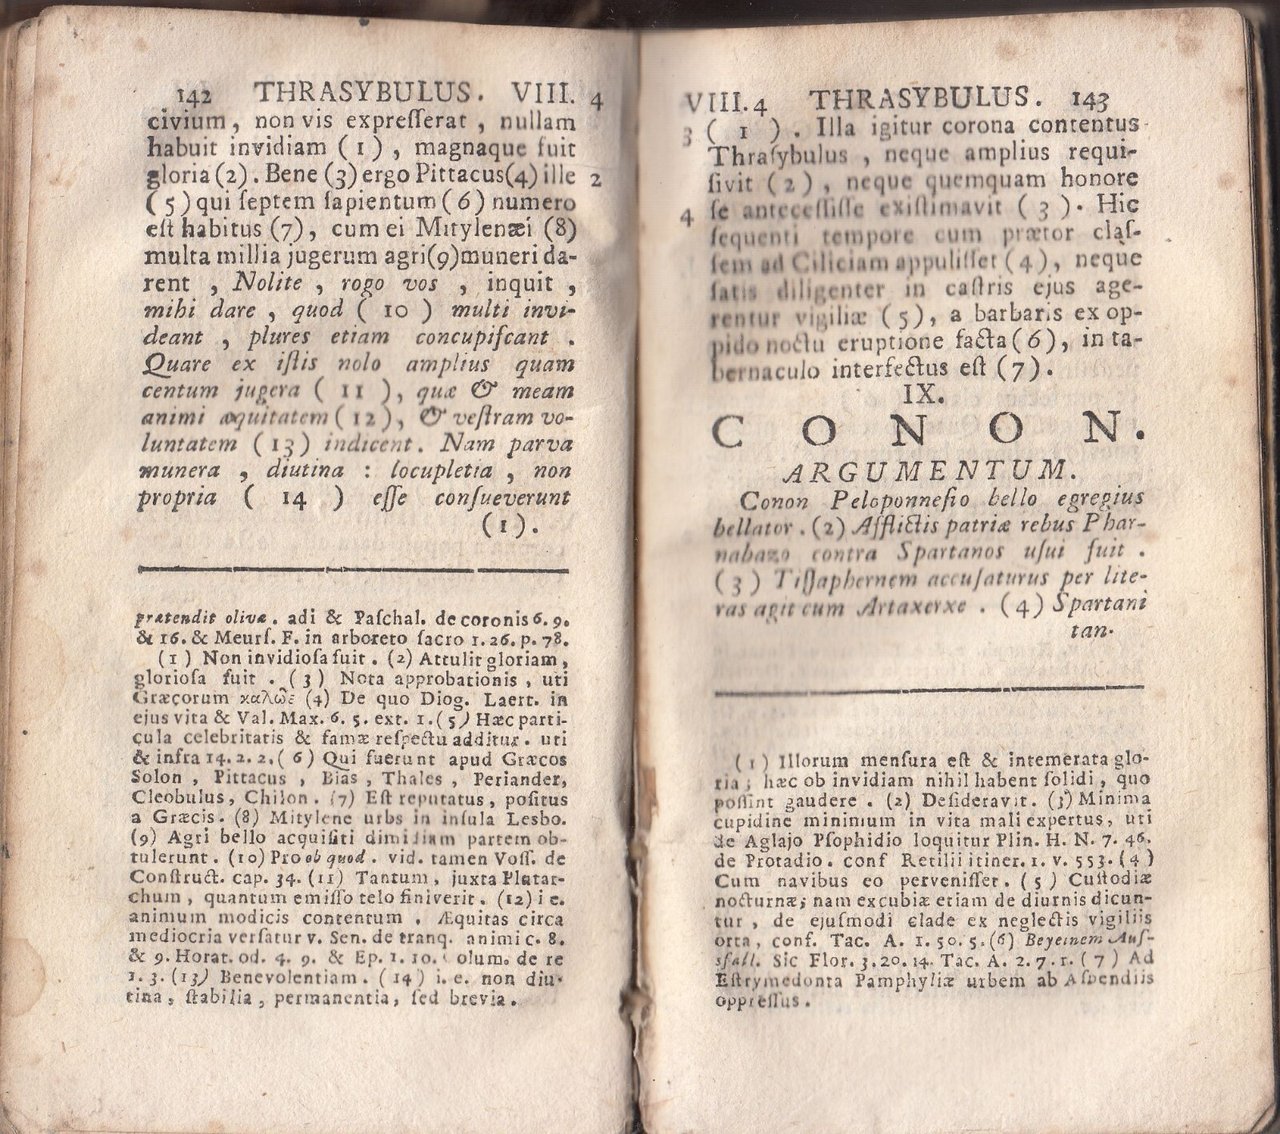 142 THRASYBULUS. VIII. 4
civium, non vis expreſſerat, nullam
habuit invidiam (1), magnaque fuit
gloria (2). Bene (3) ergo Pittacus (4) ille 2
(5) qui ſeptem ſapientum (6) numero
eſt habitus (7), cum ei Mitylenæi (8)
multa millia jugerum agri (9) muneri da-
rent, Nolite, rogo vos, inquit,
mihi dare, quod (10) multi invi-
deant, plures etiam concupiſcant.
Quare ex iſtis nolo amplius quam
centum jugera (11), quæ & meam
animi æquitatem (12), & veſtram vo-
luntatem (13) indicent. Nam parva
munera, diutina: locupletia, non
propria (14) eſſe conſueverunt
(1).
prætendit olivæ. adi & Paſchal. de coronis 6. 9.
& 16. & Meurſ. F. in arboreto ſacro 1. 26. p. 78.
(1) Non invidioſa fuit. (2) Attulit gloriam,
glorioſa fuit. (3) Nota approbationis, uti
Græcorum καλῶς (4) De quo Diog. Laert. in
ejus vita & Val. Max. 6. 5. ext. 1. (5) Hæc parti-
cula celebritatis & famæ reſpectu additur. uti
& infra 14. 2. 2. (6) Qui fuerunt apud Græcos
Solon, Pittacus, Bias, Thales, Periander,
Cleobulus, Chilon. (7) Eſt reputatus, poſitus
a Græcis. (8) Mitylene urbs in inſula Lesbo.
(9) Agri bello acquiſiti dimidiam partem ob-
tulerunt. (10) Pro ob quod. vid. tamen Voſſ. de
Conſtruct. cap. 34. (11) Tantum, juxta Plutar-
chum, quantum emiſſo telo finiverit. (12) i e.
animum modicis contentum. Æquitas circa
mediocria verſatur v. Sen. de tranq. animi c. 8.
& 9. Horat. od. 4. 9. & Ep. 1. 10. olum. de re
1. 3. (13) Benevolentiam. (14) i. e. non diu-
tina, ſtabilia, permanentia, ſed brevia.
VIII. 4 THRASYBULUS. 143
3 (1). Illa igitur corona contentus
Thraſybulus, neque amplius requi-
ſivit (2), neque quemquam honore
4 ſe anteceſſiſſe exiſtimavit (3). Hic
ſequenti tempore cum prætor claſ-
ſem ad Ciliciam appuliſſet (4), neque
ſatis diligenter in caſtris ejus age-
rentur vigiliæ (5), a barbaris ex op-
pido noctu eruptione facta (6), in ta-
bernaculo interfectus eſt (7).
IX.
CONON.
ARGUMENTUM.
Conon Peloponneſio bello egregius
bellator. (2) Afflictis patriæ rebus Phar-
nabazo contra Spartanos uſui fuit.
(3) Tiſſaphernem accuſaturus per lite-
ras agit cum Artaxerxe. (4) Spartani
tan-
(1) Illorum menſura eſt & intemerata glo-
ria; hæc ob invidiam nihil habent ſolidi, quo
poſſint gaudere. (2) Deſideravit. (3) Minima
cupidine minimum in vita mali expertus, uti
de Aglajo Pſophidio loquitur Plin. H. N. 7. 46.
de Protadio. conf Retilii itiner. 1. v. 553. (4)
Cum navibus eo perveniſſet. (5) Cuſtodiæ
nocturnæ; nam excubiæ etiam de diurnis dicun-
tur, de ejuſmodi clade ex neglectis vigiliis
orta, conf. Tac. A. 1. 50. 5. (6) Beyeinem Auſ-
sfall. Sic Flor. 3. 20. 14. Tac. A. 2. 7. 1. (7) Ad
Eſtrymedonta Pamphyliæ urbem ab Aſpendiis
oppreſſus.